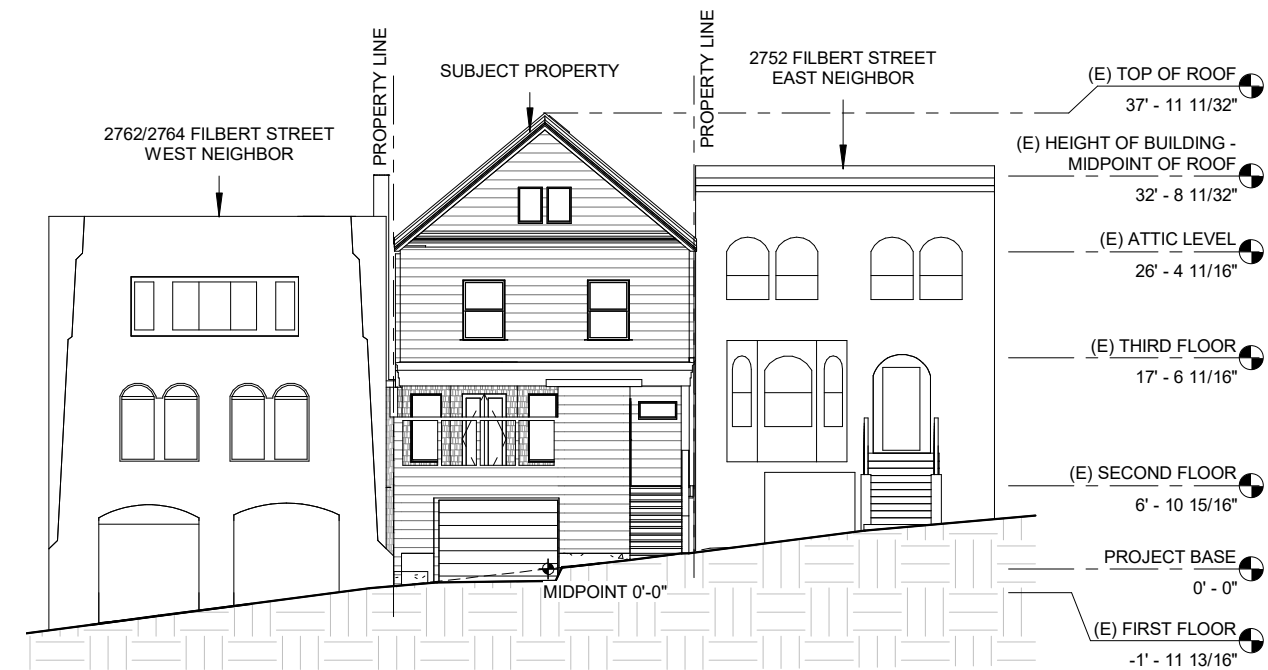 PROPERTY LINE
SUBJECT PROPERTY
PROPERTY LINE
2752 FILBERT STREET
EAST NEIGHBOR
2762/2764 FILBERT STREET
WEST NEIGHBOR
(E) TOP OF ROOF
37' - 11 11/32"
(E) HEIGHT OF BUILDING -
MIDPOINT OF ROOF
32' - 8 11/32"
(E) ATTIC LEVEL
26' - 4 11/16"
(E) THIRD FLOOR
17' - 6 11/16"
(E) SECOND FLOOR
6' - 10 15/16"
PROJECT BASE
0' - 0"
MIDPOINT 0'-0"
(E) FIRST FLOOR
-1' - 11 13/16"